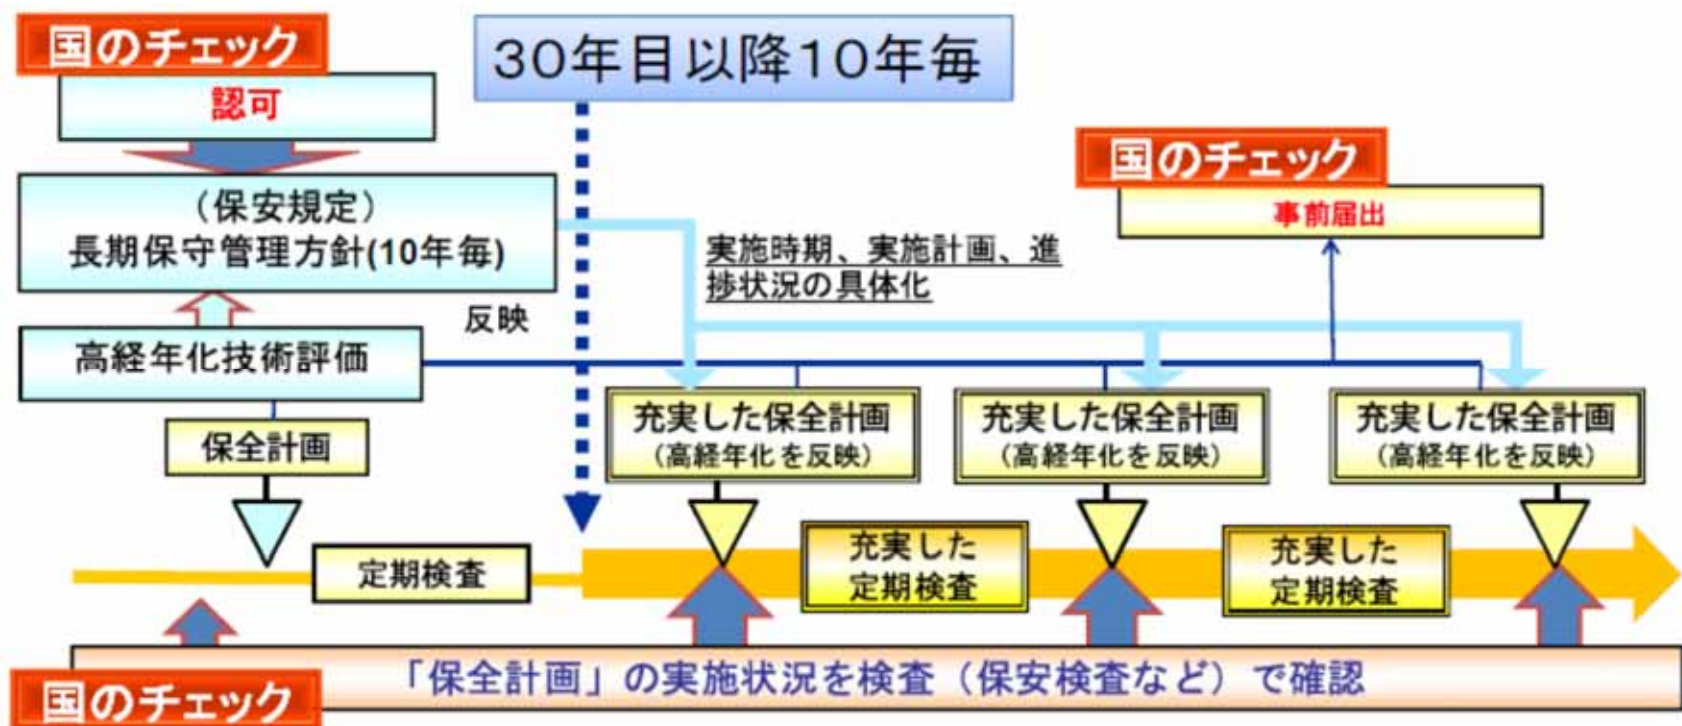 国のチェック
認可
30年目以降10年毎
国のチェック
事前届出
（保安規定）
長期保守管理方針(10年毎)
実施時期、実施計画、進
捗状況の具体化
反映
高経年化技術評価
保全計画
充実した保全計画
（高経年化を反映）
充実した保全計画
（高経年化を反映）
充実した保全計画
（高経年化を反映）
定期検査
充実した
定期検査
充実した
定期検査
「保全計画」の実施状況を検査（保安検査など）で確認
国のチェック